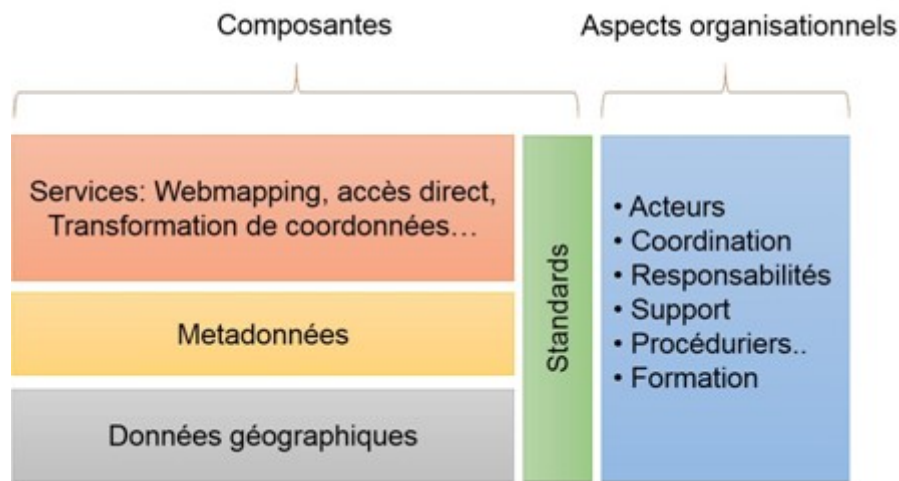 Composantes
Aspects organisationnels
Services: Webmapping, accès direct,
Transformation de coordonnées…
Metadonnées
Données géographiques
Standards
• Acteurs
• Coordination
• Responsabilités
• Support
• Procéduriers..
• Formation